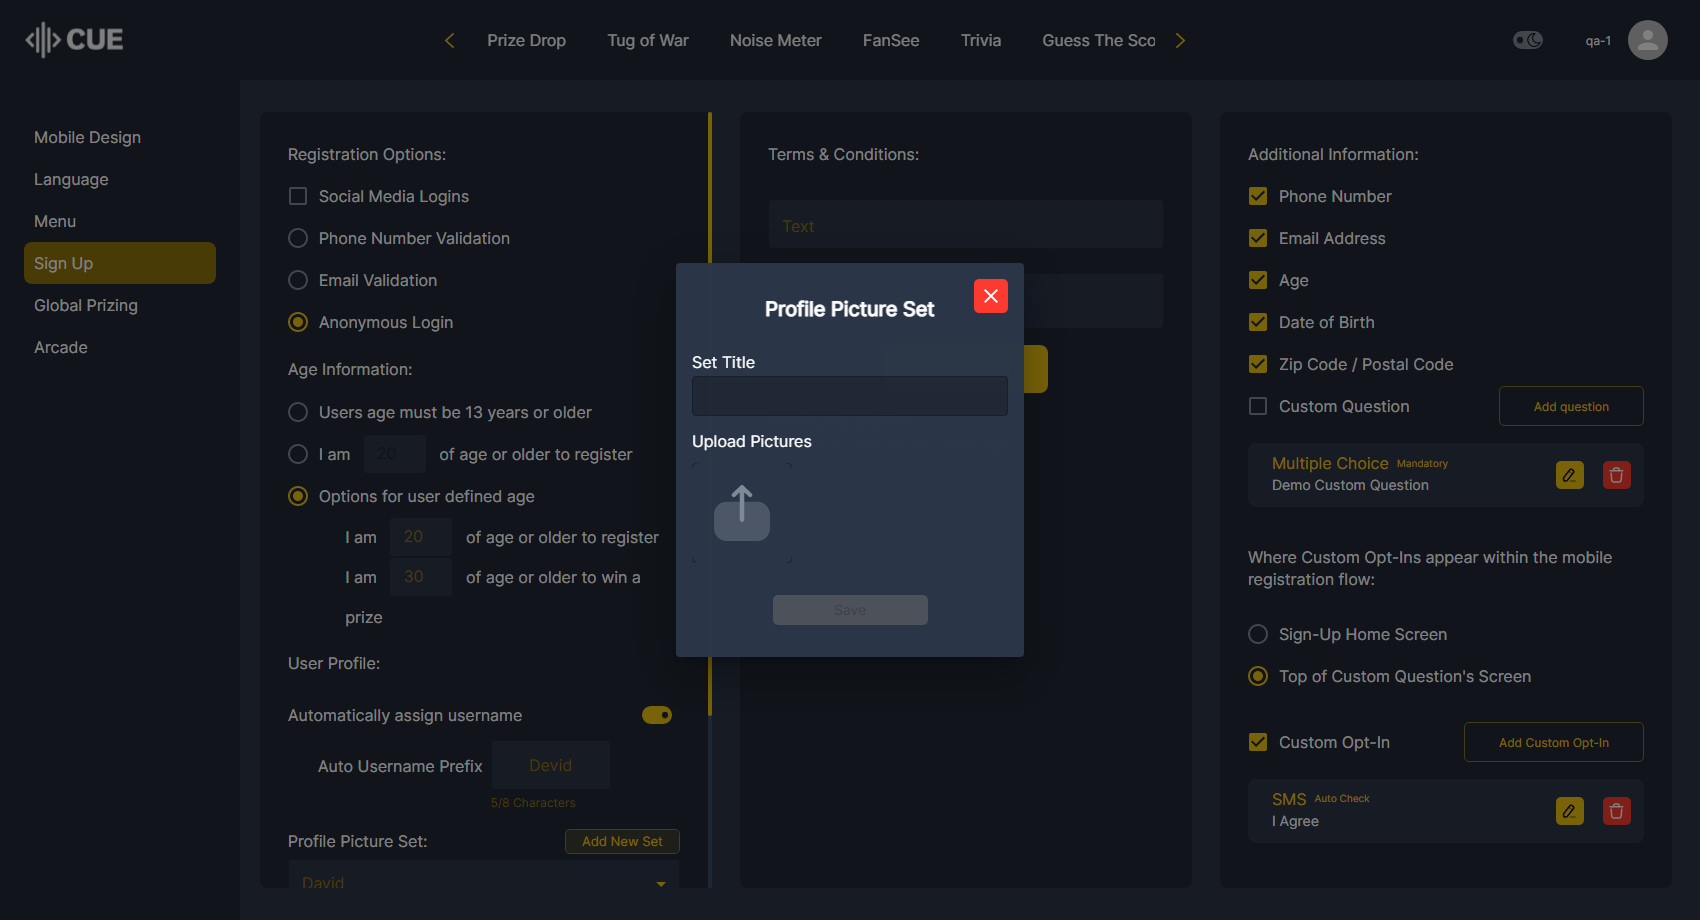 CUE
Prize Drop
Tug of War
Noise Meter
FanSee
Trivia
Guess The Sco
qa-1
Mobile Design
Language
Menu
Sign Up
Global Prizing
Arcade
Registration Options:
Social Media Logins
Phone Number Validation
Email Validation
Anonymous Login
Age Information:
Users age must be 13 years or older
I am 20 of age or older to register
Options for user defined age
I am 20 of age or older to register
I am 30 of age or older to win a
prize
User Profile:
Automatically assign username
Auto Username Prefix Devid
5/8 Characters
Profile Picture Set:
Add New Set
David
Terms & Conditions:
Text
Profile Picture Set
Set Title
Upload Pictures
Save
Additional Information:
Phone Number
Email Address
Age
Date of Birth
Zip Code / Postal Code
Custom Question
Add question
Multiple Choice Mandatory
Demo Custom Question
Where Custom Opt-Ins appear within the mobile
registration flow:
Sign-Up Home Screen
Top of Custom Question's Screen
Custom Opt-In
Add Custom Opt-In
SMS Auto Check
I Agree